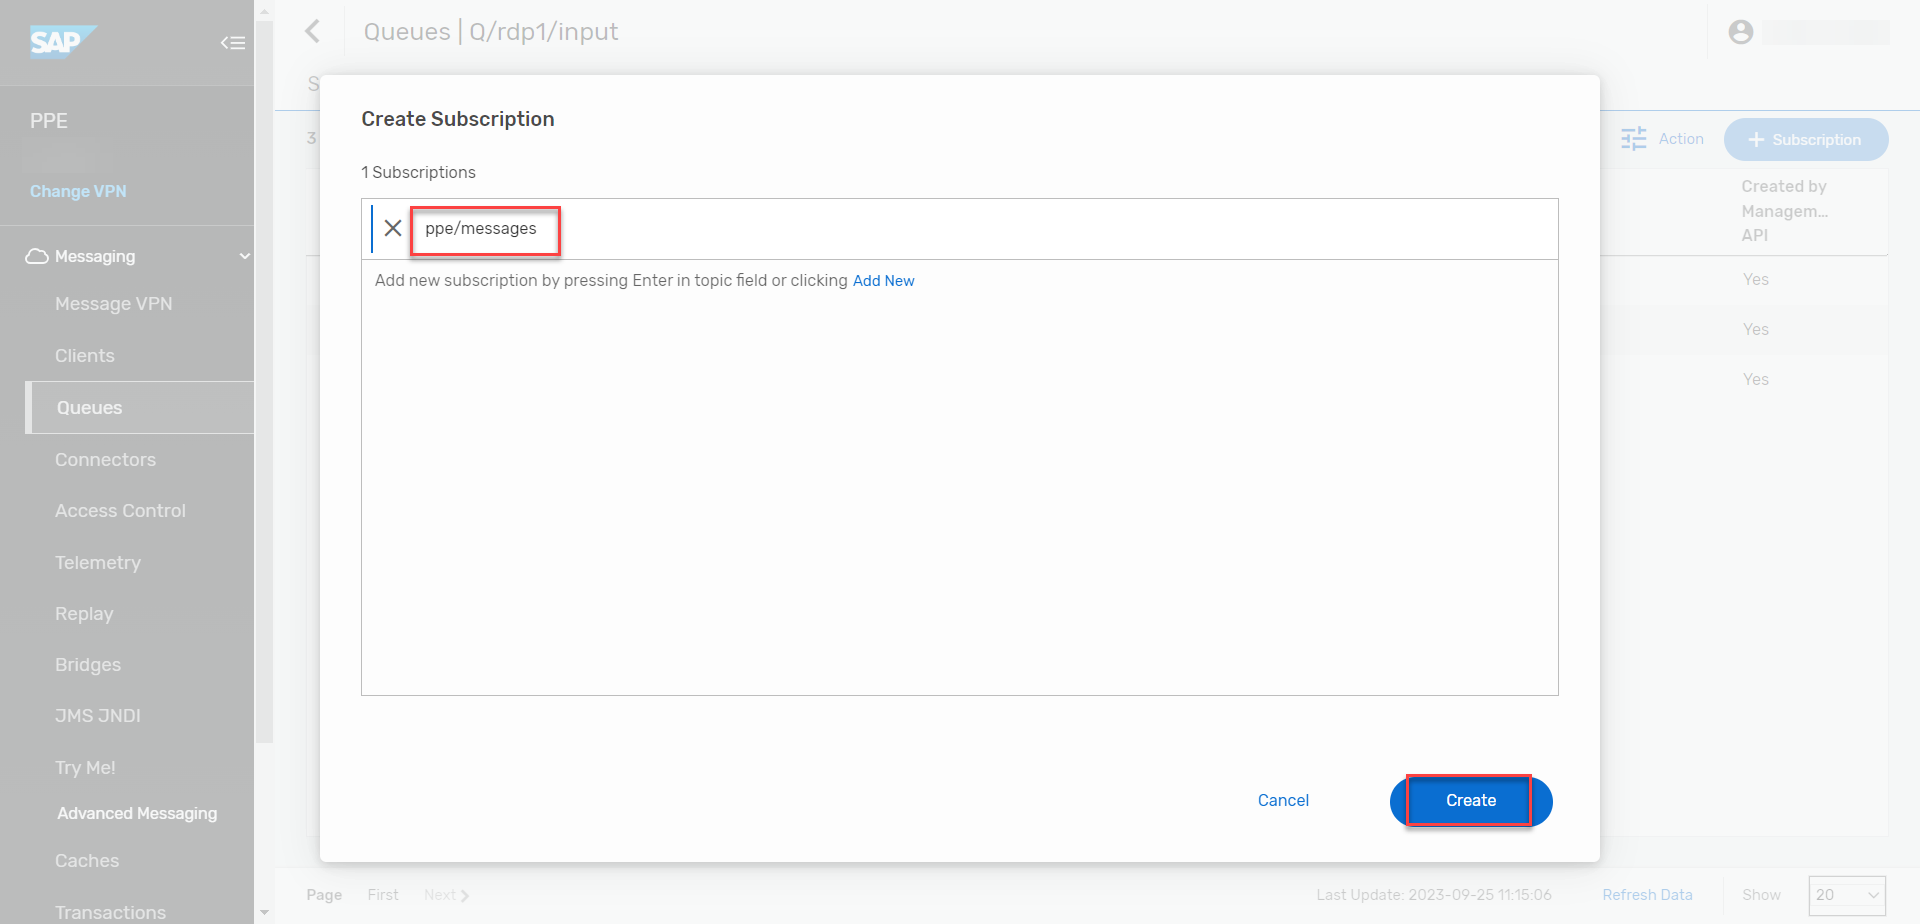 SAP
PPE
Change VPN
Messaging
Message VPN
Clients
Queues
Connectors
Access Control
Telemetry
Replay
Bridges
JMS JNDI
Try Me!
Advanced Messaging
Caches
Transactions
Queues | Q/rdp1/input
S
3
Action
Subscription
Created by
Managem...
API
Yes
Yes
Yes
Create Subscription
1 Subscriptions
ppe/messages
Add new subscription by pressing Enter in topic field or clicking Add New
Cancel
Create
Page First Next
Last Update: 2023-09-25 11:15:06
Refresh Data
Show
20